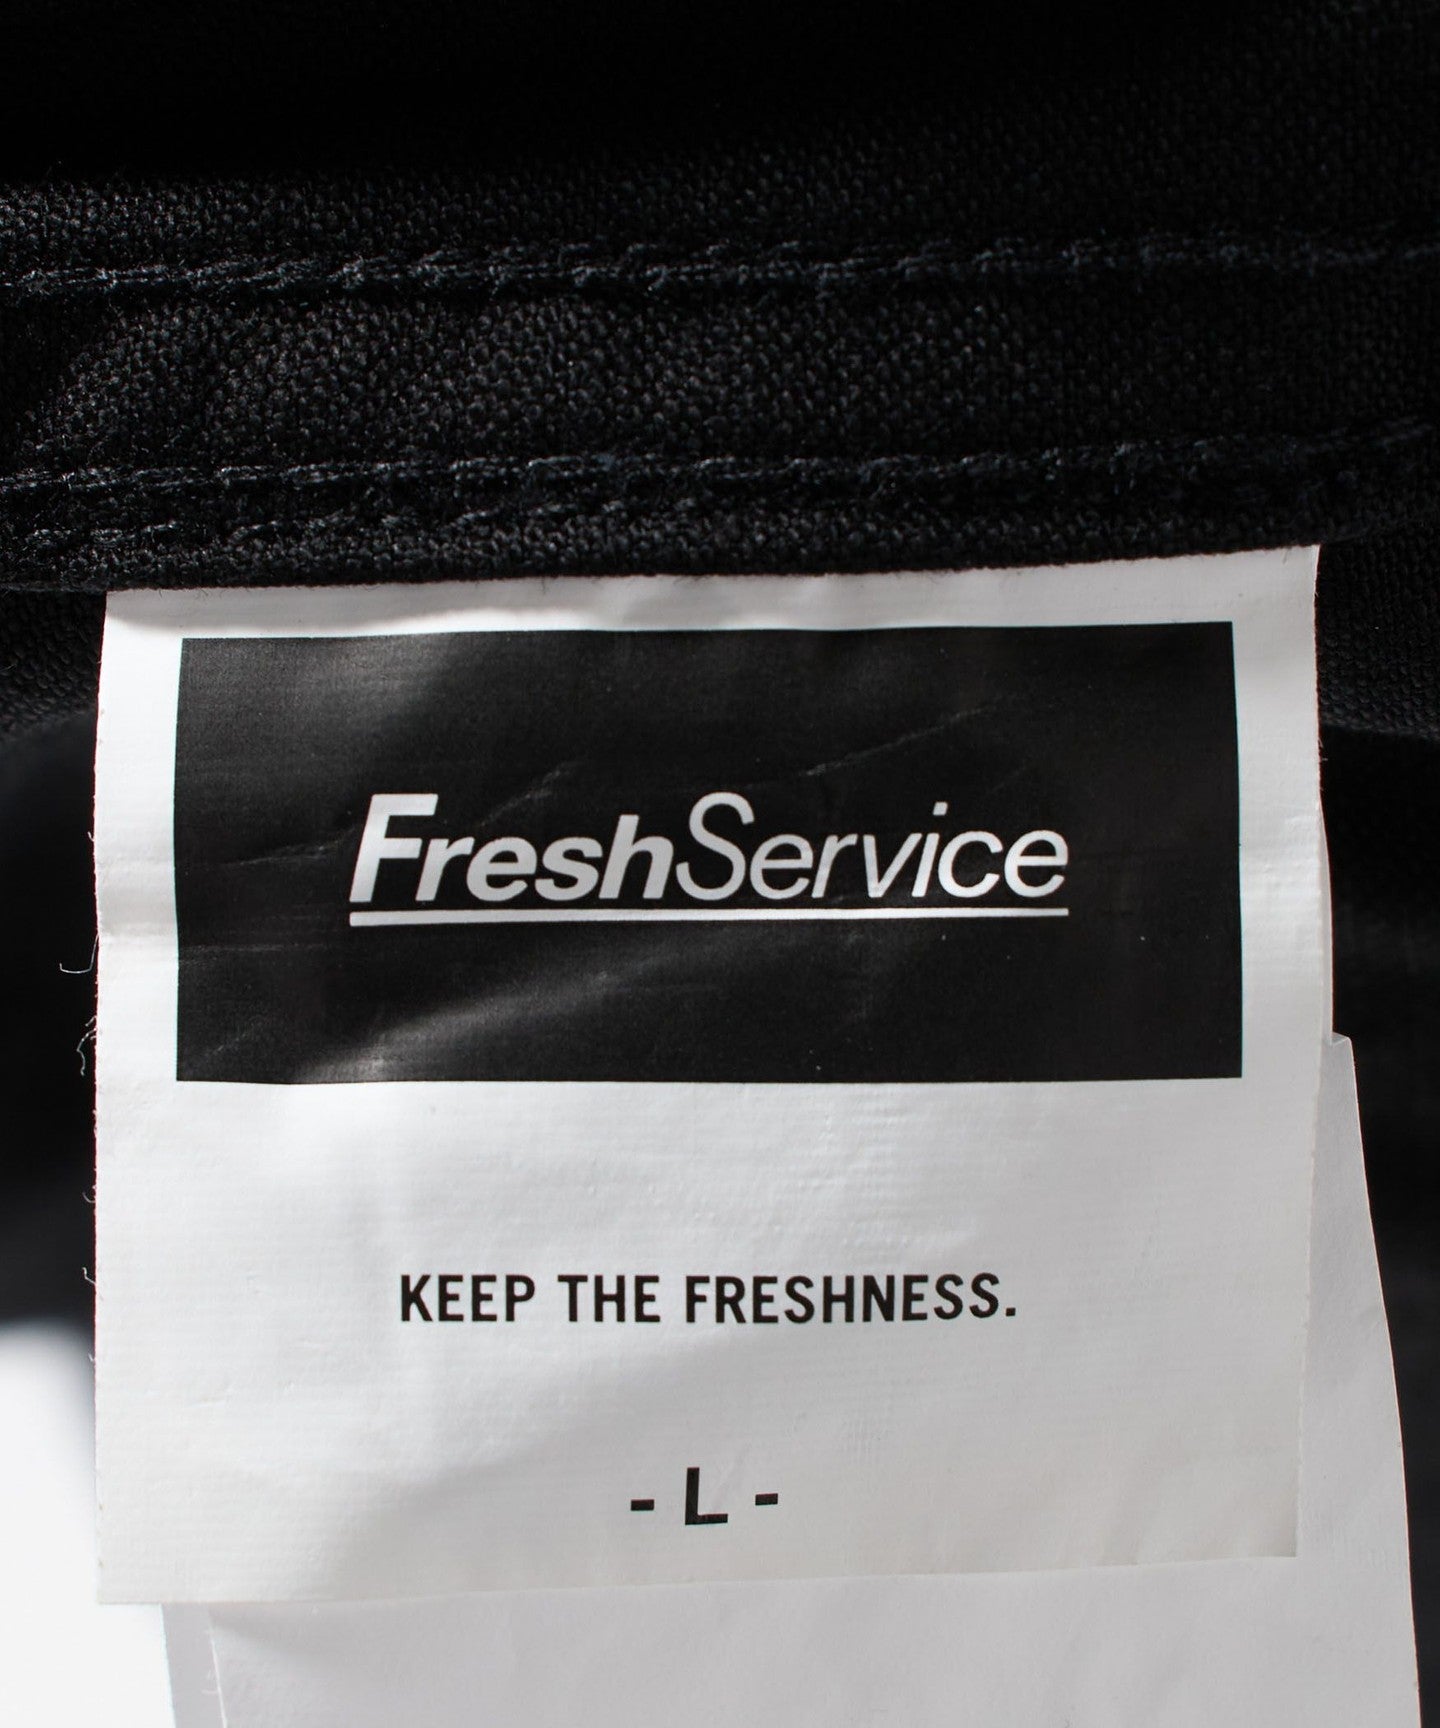 FreshService
KEEP THE FRESHNESS.
- L -